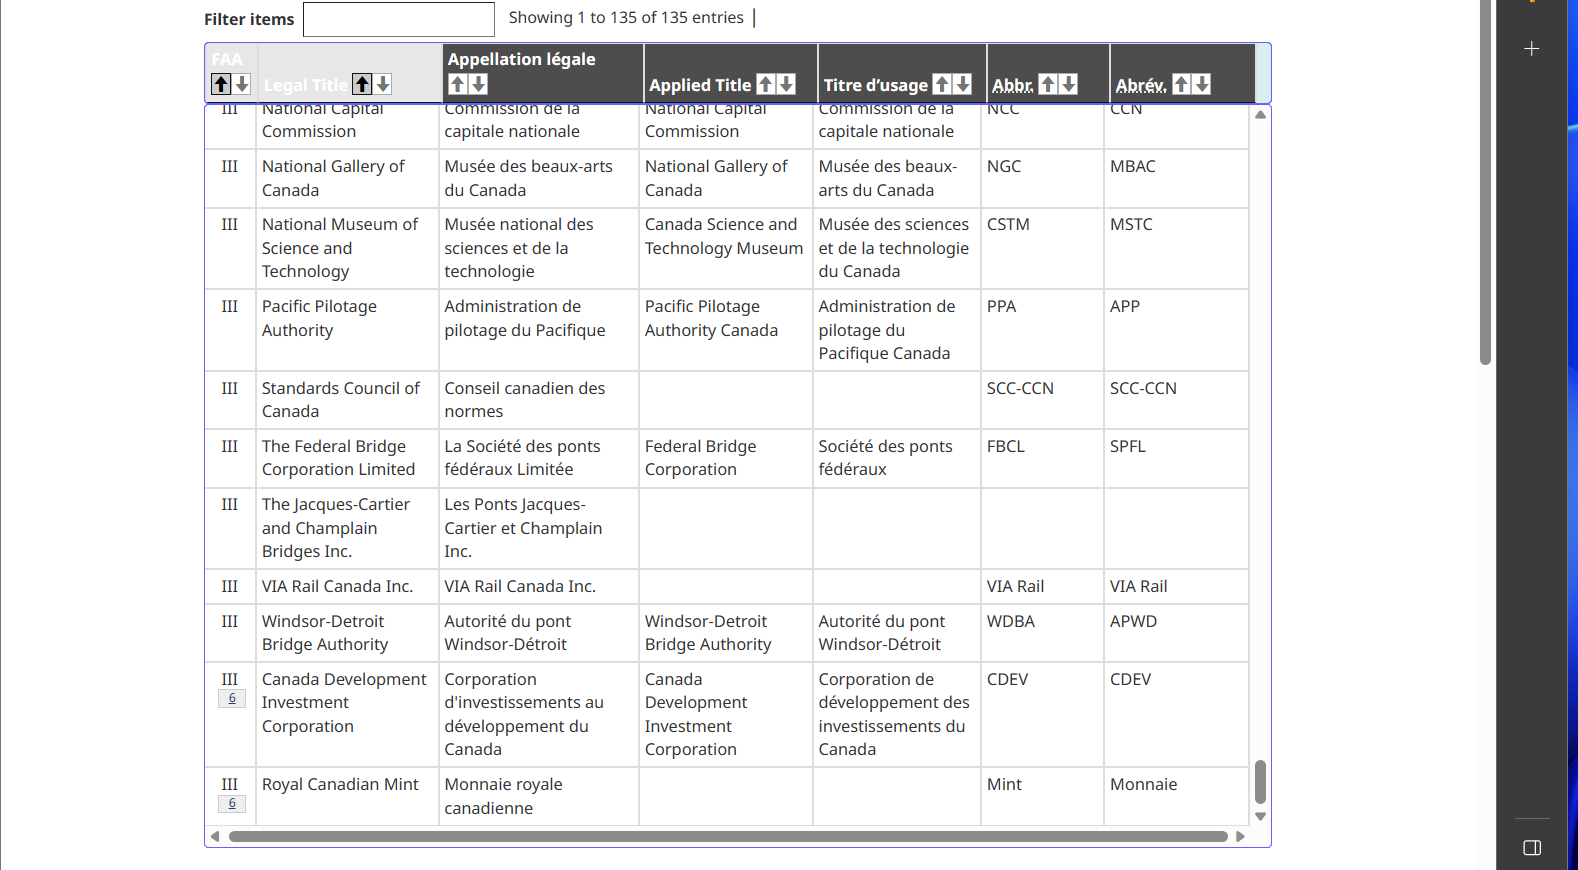 Filter items Showing 1 to 135 of 135 entries
FAA Legal Title Appellation légale Applied Title Titre d’usage Abbr. Abrév.
III National Capital Commission de la National Capital Commission de la NCC CCN
Commission capitale nationale Commission capitale nationale
III National Gallery of Musée des beaux-arts National Gallery of Musée des beaux- NGC MBAC
Canada du Canada Canada arts du Canada
III National Museum of Musée national des Canada Science and Musée des sciences CSTM MSTC
Science and sciences et de la Technology Museum et de la technologie
Technology technologie du Canada
III Pacific Pilotage Administration de Pacific Pilotage Administration de PPA APP
Authority pilotage du Pacifique Authority Canada pilotage du
Pacifique Canada
III Standards Council of Conseil canadien des SCC-CCN SCC-CCN
Canada normes
III The Federal Bridge La Société des ponts Federal Bridge Société des ponts FBCL SPFL
Corporation Limited fédéraux Limitée Corporation fédéraux
III The Jacques-Cartier Les Ponts Jacques-
and Champlain Cartier et Champlain
Bridges Inc. Inc.
III VIA Rail Canada Inc. VIA Rail Canada Inc. VIA Rail VIA Rail
III Windsor-Detroit Autorité du pont Windsor-Detroit Autorité du pont WDBA APWD
Bridge Authority Windsor-Détroit Bridge Authority Windsor-Détroit
III Canada Development Corporation Canada Corporation de CDEV CDEV
6 Investment d'investissements au Development développement des
Corporation développement du Investment investissements du
Canada Corporation Canada
III Royal Canadian Mint Monnaie royale Mint Monnaie
6 canadienne